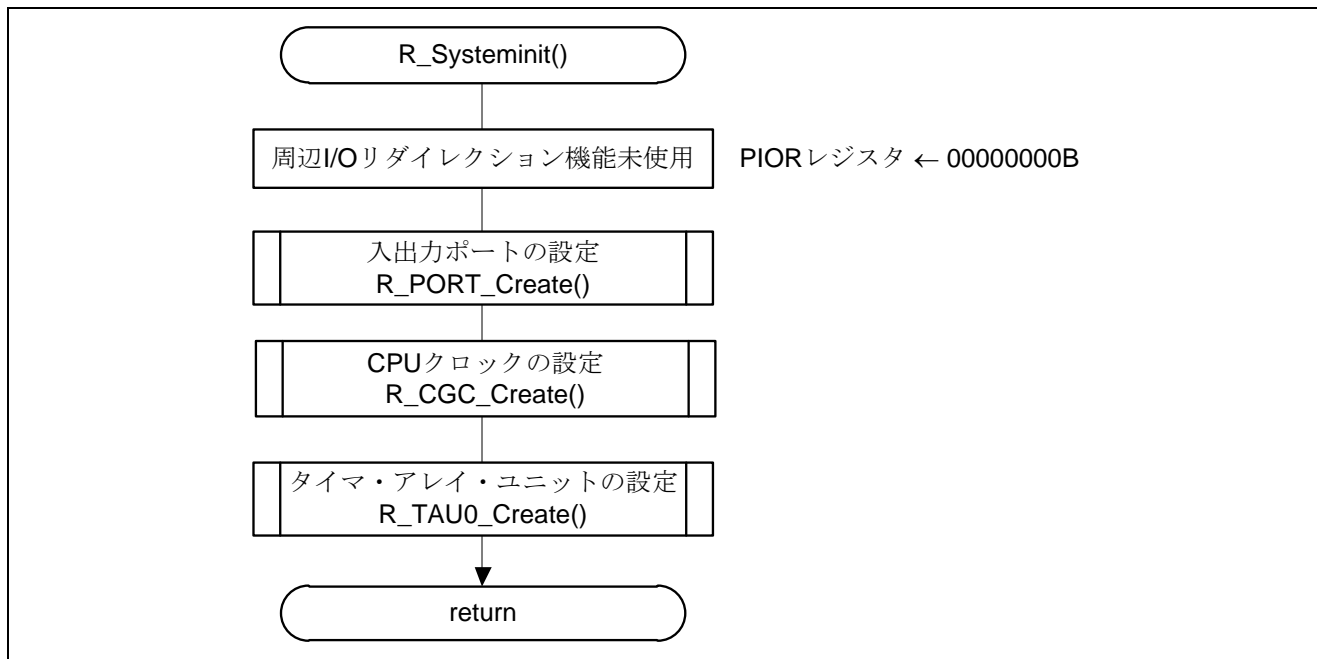 R_Systeminit()
周辺I/Oリダイレクション機能未使用 PIORレジスタ ← 00000000B
入出力ポートの設定
R_PORT_Create()
CPUクロックの設定
R_CGC_Create()
タイマ・アレイ・ユニットの設定
R_TAU0_Create()
return